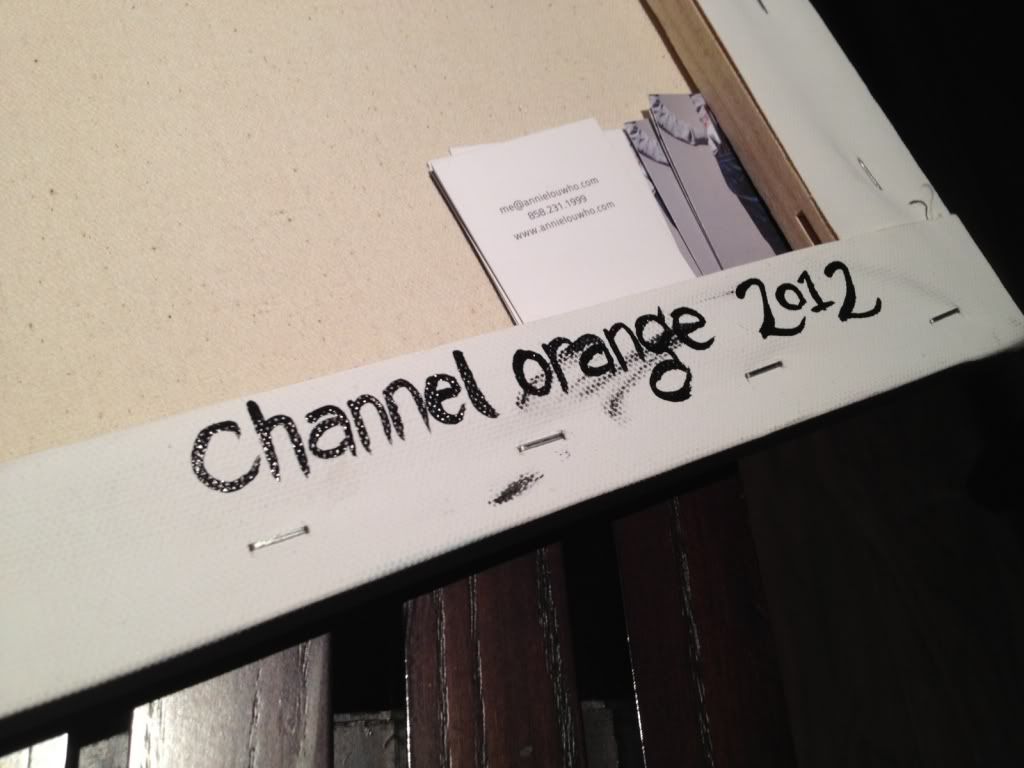 me@annielouwho.com
858.231.1999
www.annielouwho.com
Channel orange 2012